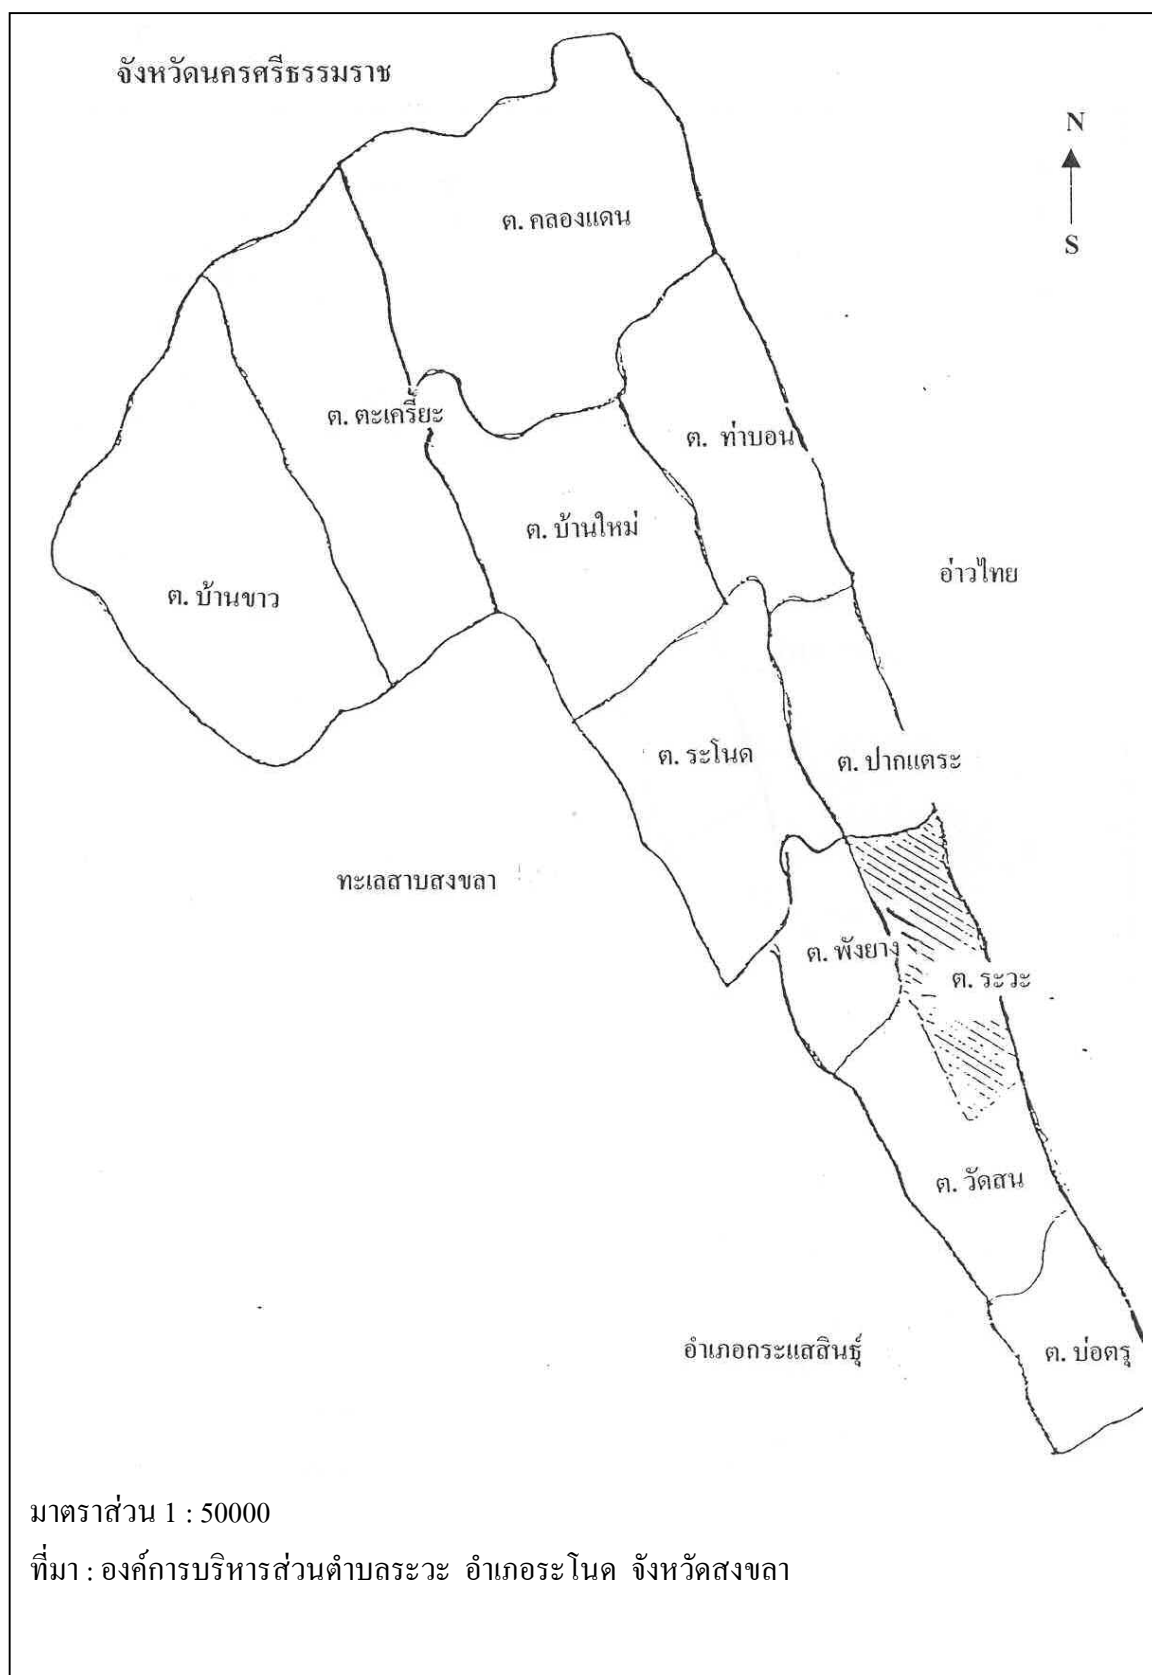 จังหวัดนครศรีธรรมราช
N
S
ต. คลองแดน
ต. ตะเครี๊ยะ
ต. ท่าบอน
ต. บ้านใหม่
อ่าวไทย
ต. บ้านขาว
ต. ระโนด
ต. ปากแตระ
ทะเลสาบสงขลา
ต. พังยาง
ต. ระวะ
ต. วัดสน
อำเภอกระแสสินธุ์
ต. บ่อตรุ
มาตราส่วน 1 : 50000
ที่มา : องค์การบริหารส่วนตำบลระวะ อำเภอระโนด จังหวัดสงขลา